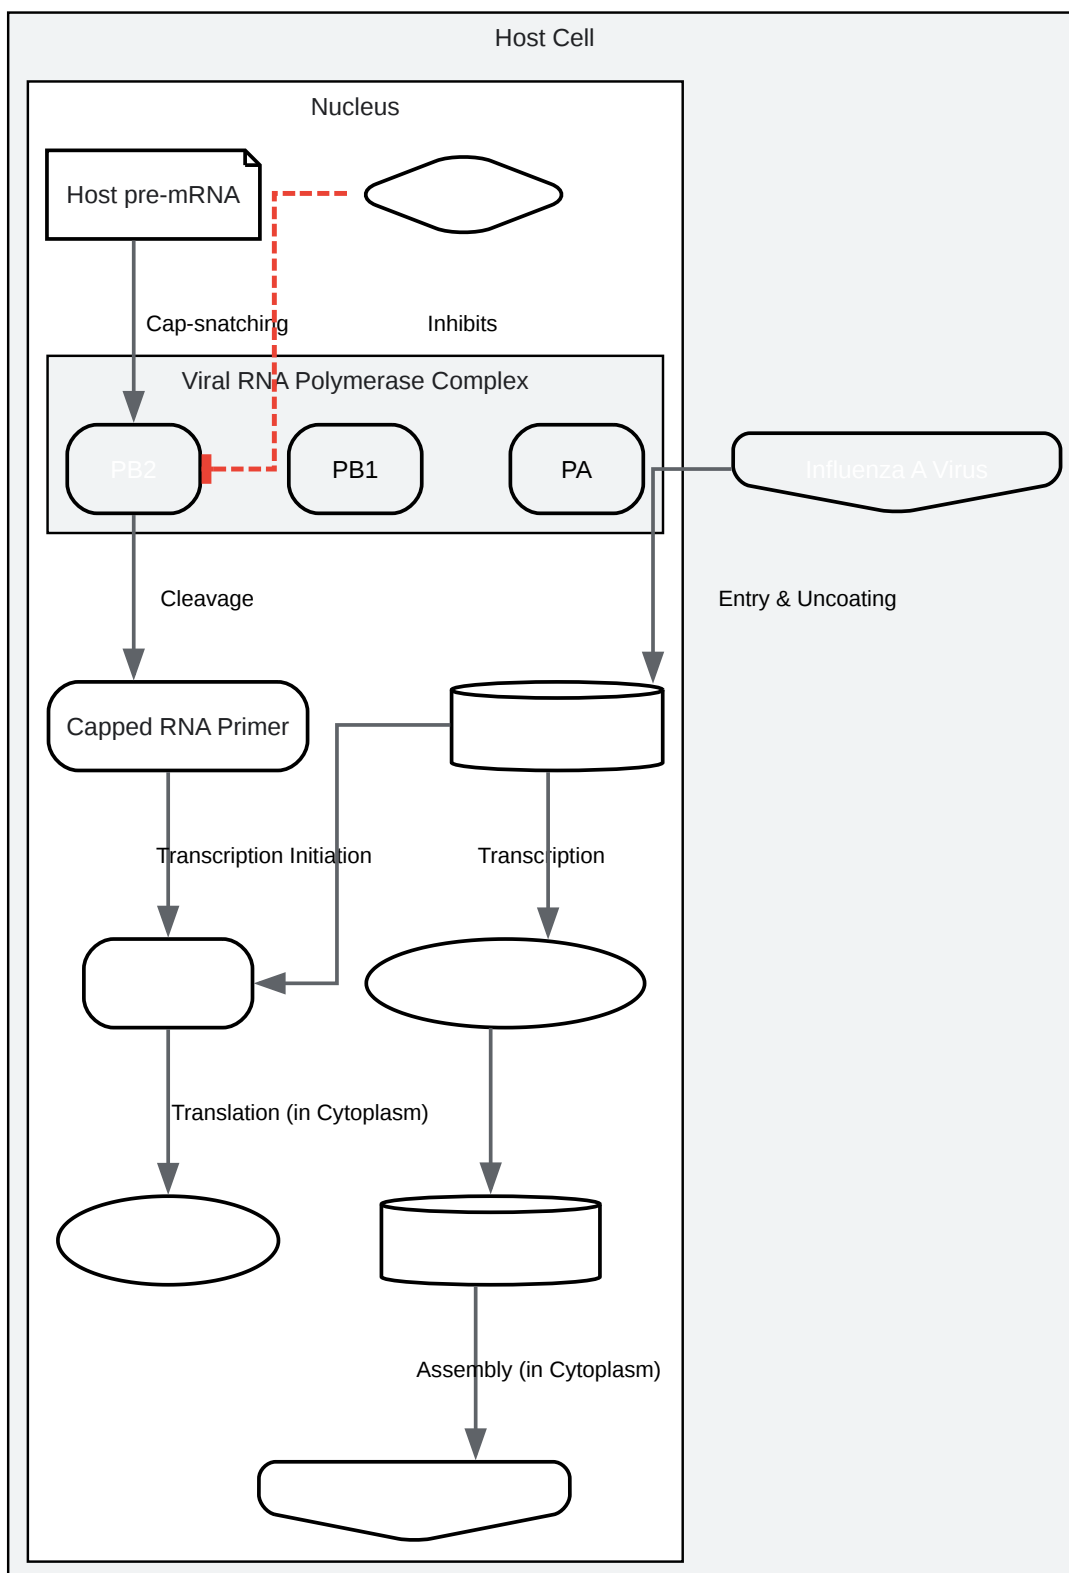 Host Cell
Nucleus
Host pre-mRNA
Cap-snatching
Inhibits
Viral RNA Polymerase Complex
PB2
PB1
PA
Influenza A Virus
Cleavage
Entry & Uncoating
Capped RNA Primer
Transcription Initiation
Transcription
Translation (in Cytoplasm)
Assembly (in Cytoplasm)